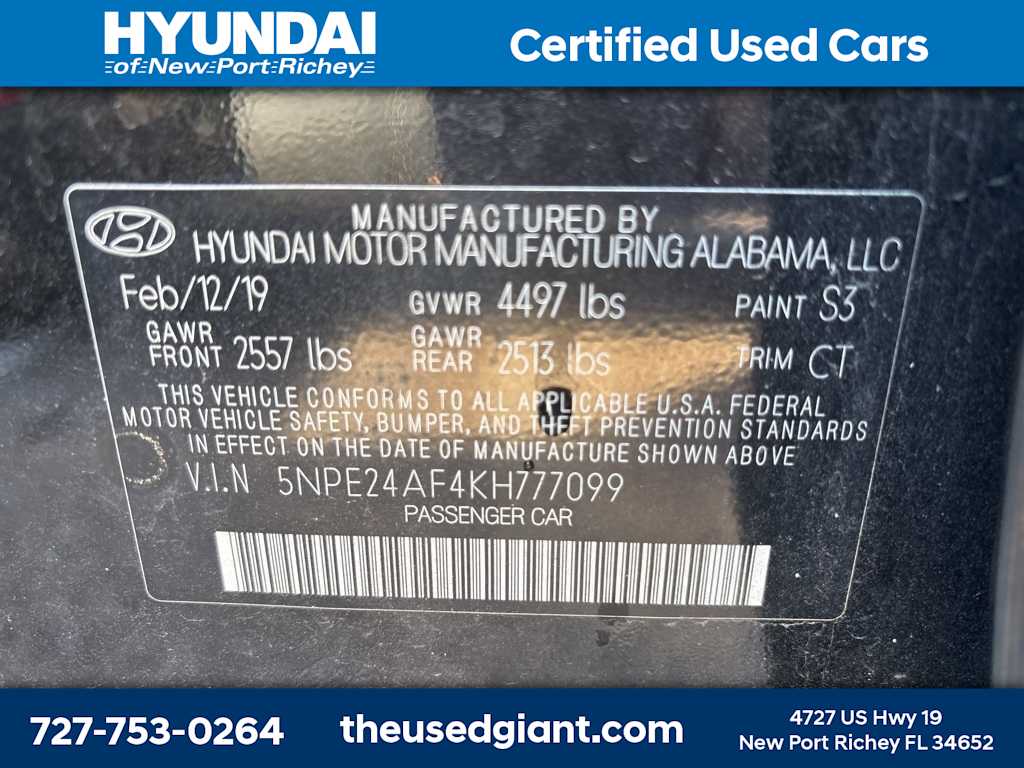 HYUNDAI
of New Port Richey
Certified Used Cars
MANUFACTURED BY
HYUNDAI MOTOR MANUFACTURING ALABAMA, LLC
Feb/12/19 GVWR 4497 lbs PAINT S3
GAWR FRONT 2557 lbs GAWR REAR 2513 lbs TRIM CT
THIS VEHICLE CONFORMS TO ALL APPLICABLE U.S.A. FEDERAL
MOTOR VEHICLE SAFETY, BUMPER, AND THEFT PREVENTION STANDARDS
IN EFFECT ON THE DATE OF MANUFACTURE SHOWN ABOVE
V.I.N 5NPE24AF4KH777099
PASSENGER CAR
727-753-0264
theusedgiant.com
4727 US Hwy 19
New Port Richey FL 34652